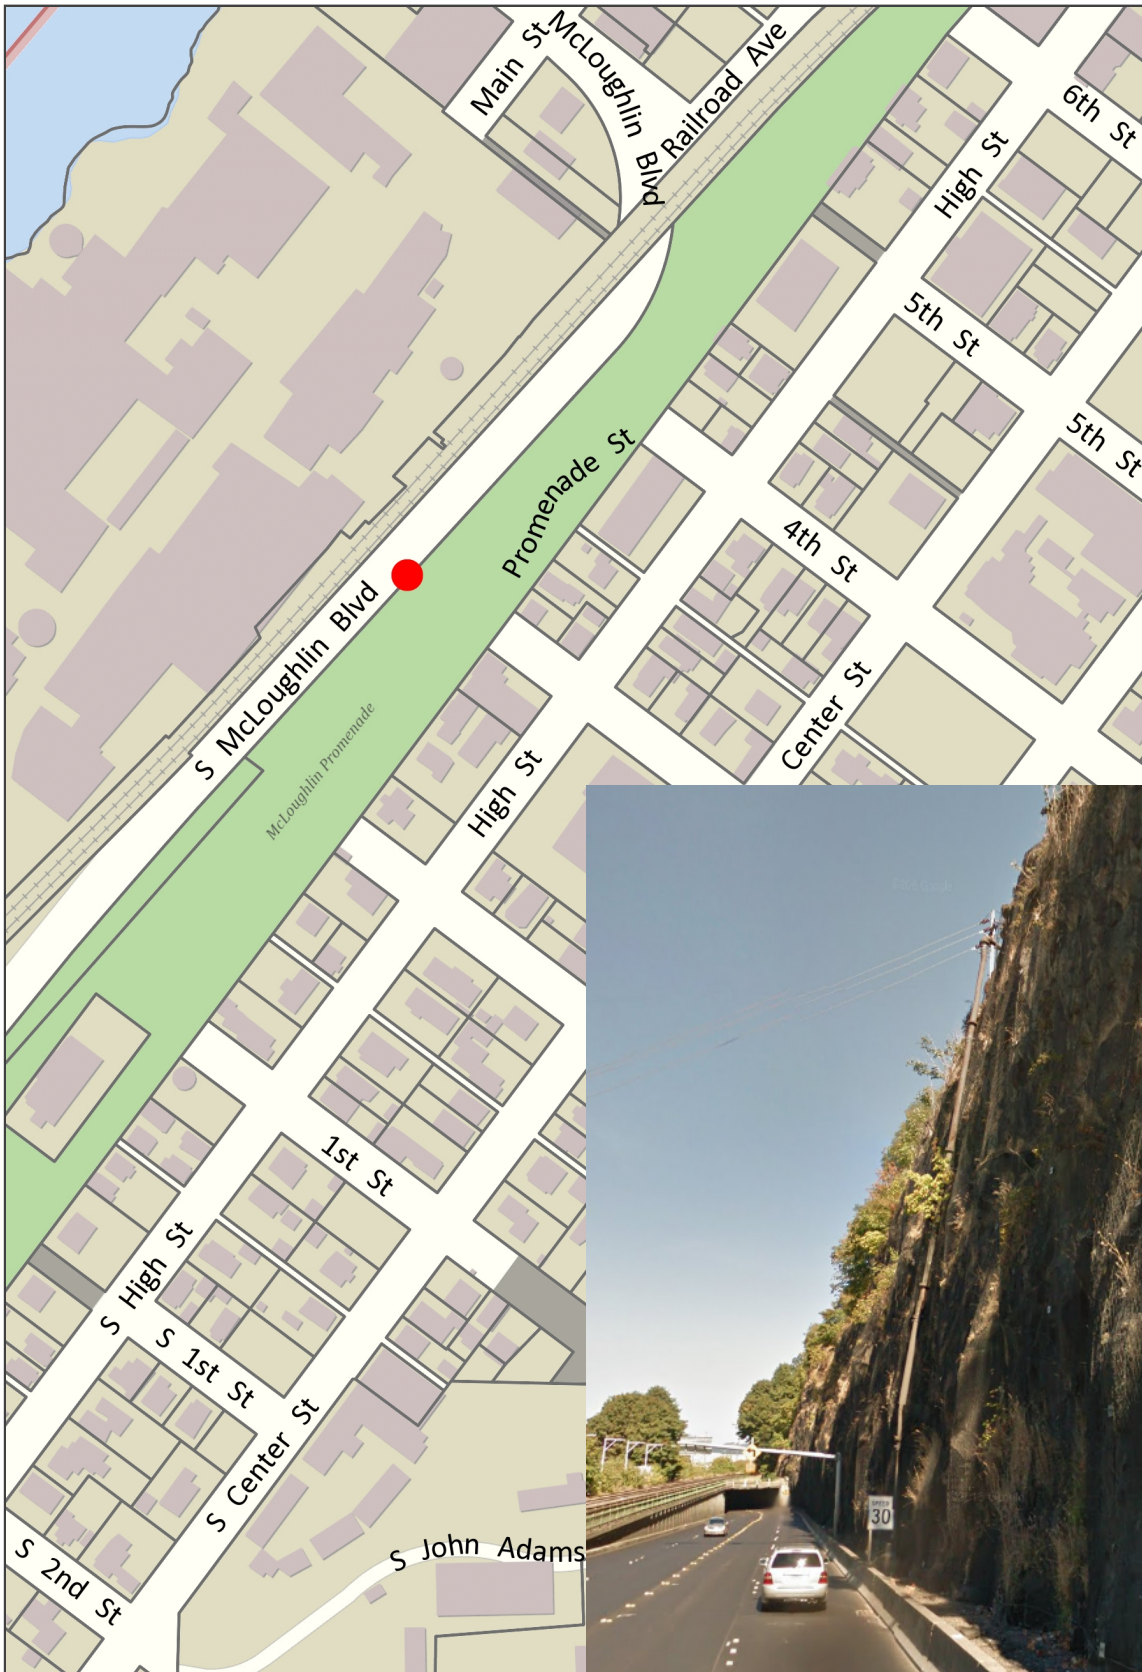 Main St
McLoughlin Blvd
Railroad Ave
6th St
High St
5th St
5th St
Promenade St
4th St
S McLoughlin Blvd
McLoughlin Promenade
Center St
High St
1st St
S High St
S 1st St
S Center St
S John Adams
S 2nd St
SPEED
30